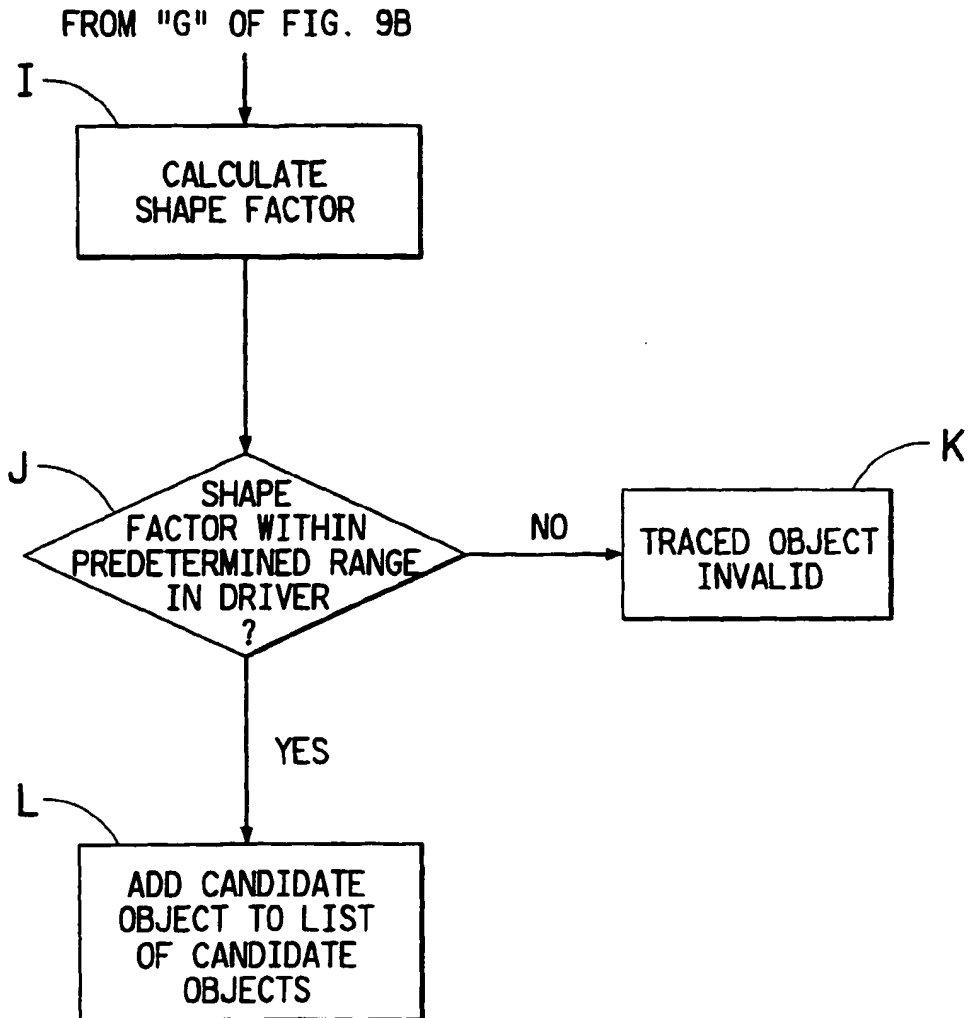 FROM "G" OF FIG. 9B
I
CALCULATE
SHAPE FACTOR
J
SHAPE
FACTOR WITHIN
PREDETERMINED RANGE
IN DRIVER
?
NO
K
TRACED OBJECT
INVALID
YES
L
ADD CANDIDATE
OBJECT TO LIST
OF CANDIDATE
OBJECTS